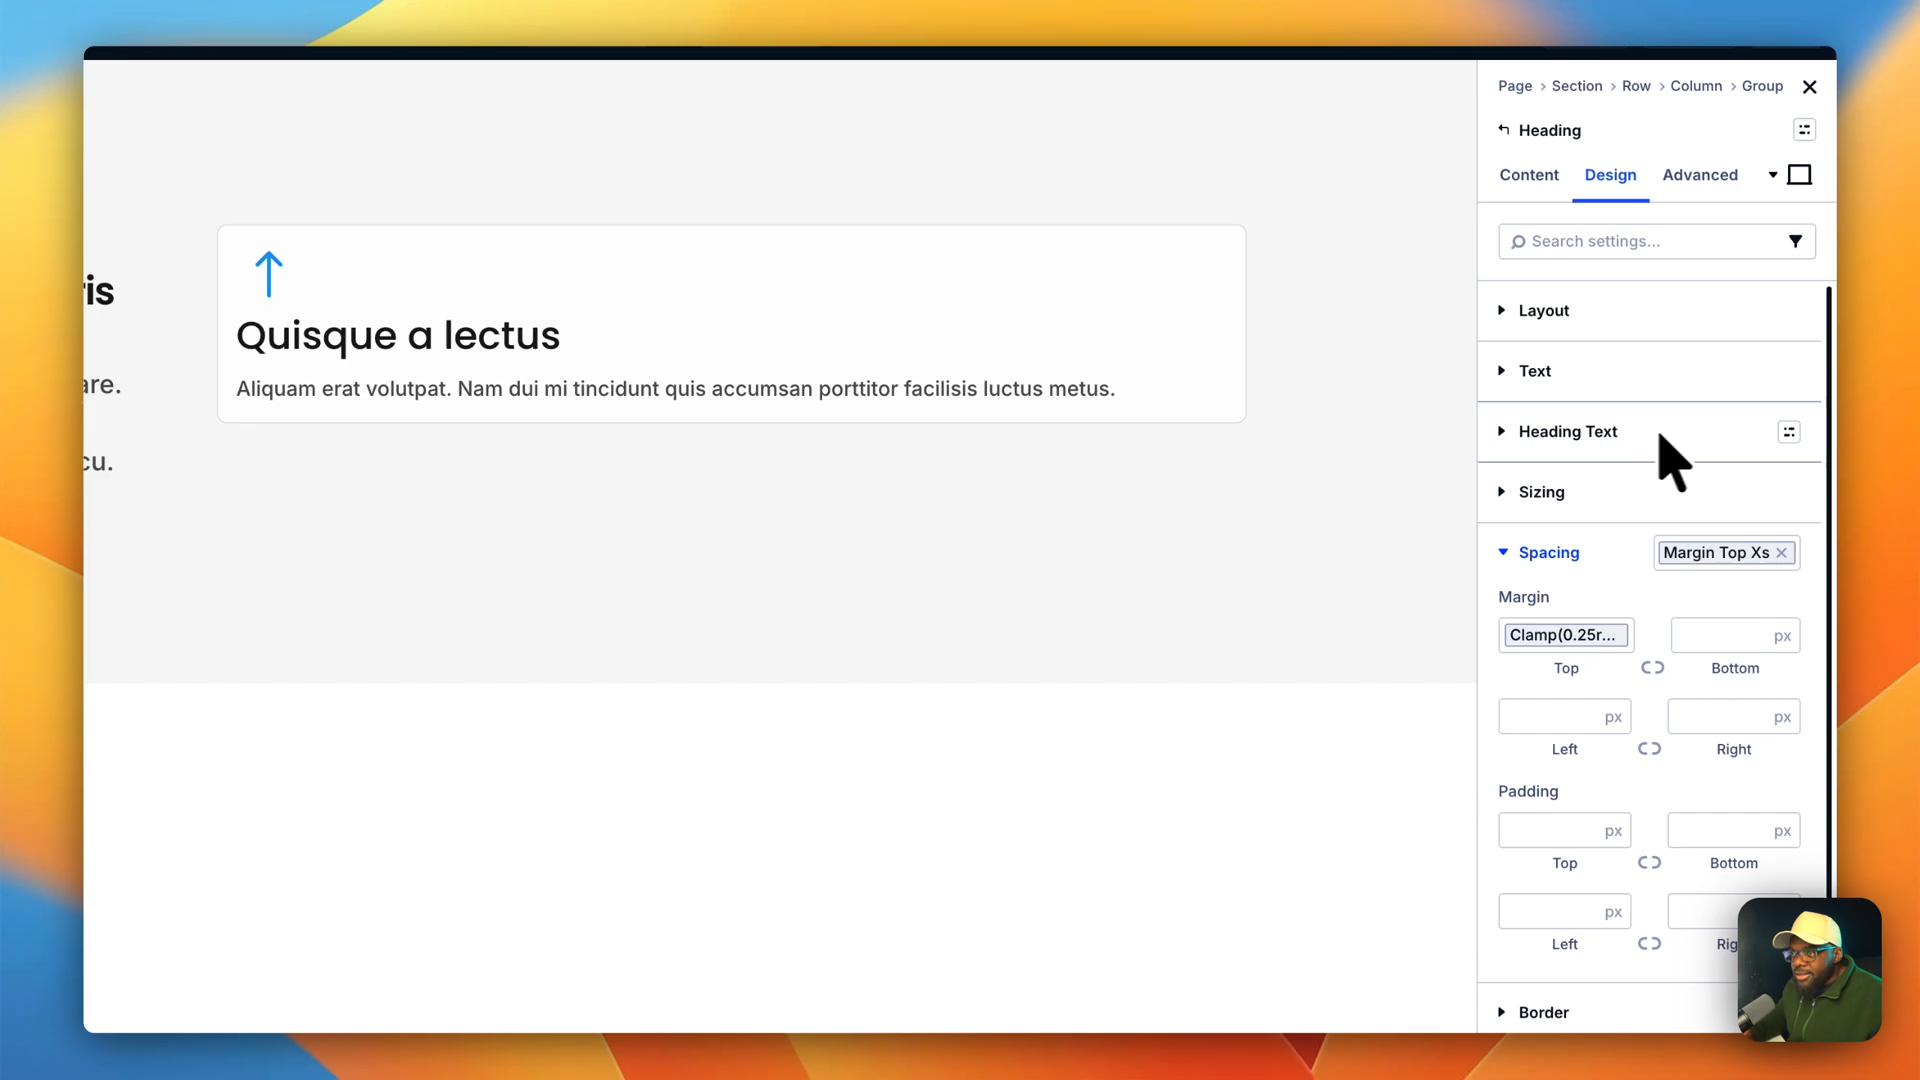 Page > Section > Row > Column > Group
Heading
Content Design Advanced
Search settings...
Layout
Text
Heading Text
Sizing
Spacing Margin Top Xs
Margin
Clamp(0.25r... px
Top Bottom
px px
Left Right
Padding
px px
Top Bottom
px
Left Rig
Border
ris
Quisque a lectus
are. Aliquam erat volutpat. Nam dui mi tincidunt quis accumsan porttitor facilisis luctus metus.
cu.